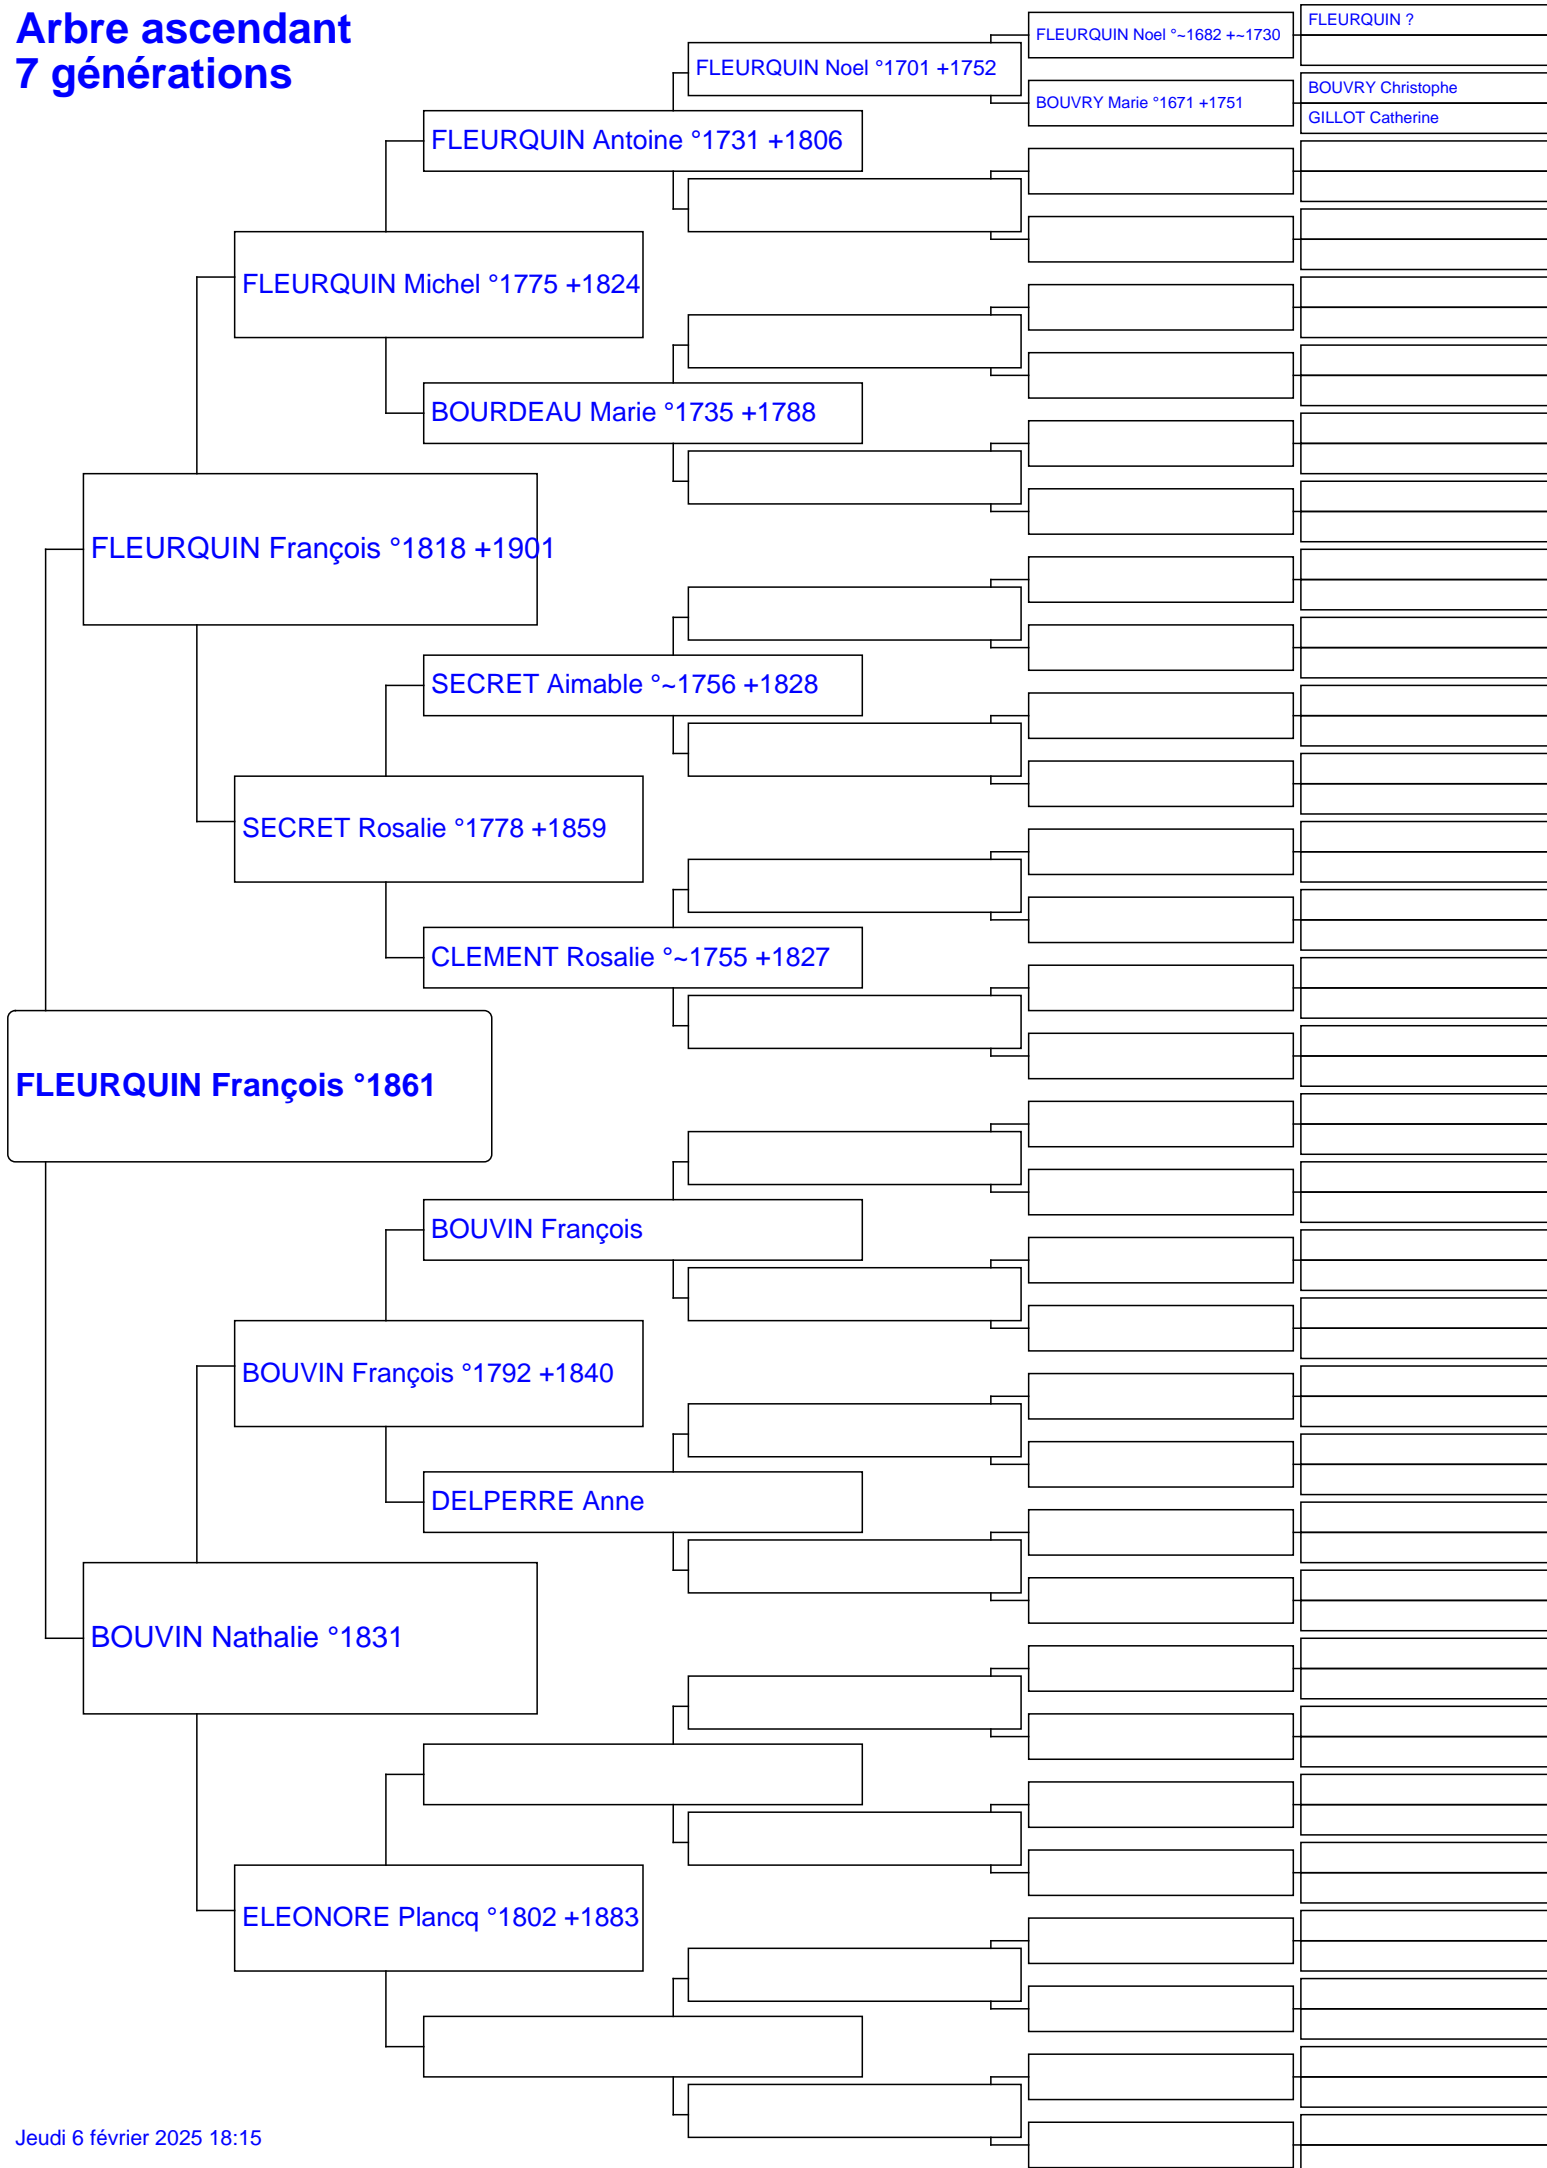 Arbre ascendant
7 générations
FLEURQUIN ?
FLEURQUIN Noel °~1682 +~1730
FLEURQUIN Noel °1701 +1752
BOUVRY Christophe
BOUVRY Marie °1671 +1751
GILLOT Catherine
FLEURQUIN Antoine °1731 +1806
FLEURQUIN Michel °1775 +1824
BOURDEAU Marie °1735 +1788
FLEURQUIN François °1818 +1901
SECRET Aimable °~1756 +1828
SECRET Rosalie °1778 +1859
CLEMENT Rosalie °~1755 +1827
FLEURQUIN François °1861
BOUVIN François
BOUVIN François °1792 +1840
DELPERRE Anne
BOUVIN Nathalie °1831
ELEONORE Plancq °1802 +1883
Jeudi 6 février 2025 18:15